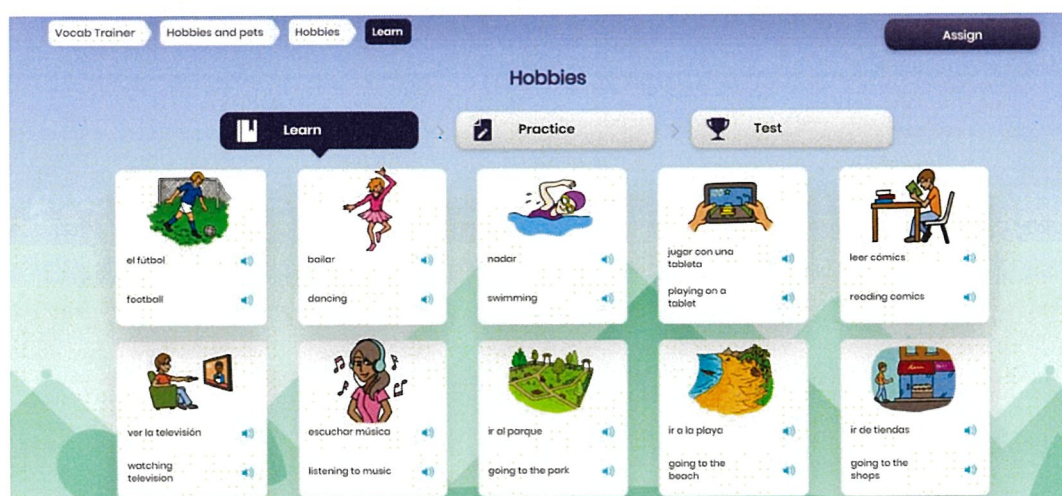 Vocab Trainer
Hobbies and pets
Hobbies
Learn
Assign
Hobbies
Learn
Practice
Test
el fútbol
football
bailar
dancing
nadar
swimming
jugar con una
tableta
playing on a
tablet
leer cómics
reading comics
ver la televisión
watching
television
escuchar música
listening to music
ir al parque
going to the park
ir a la playa
going to the
beach
ir de tiendas
going to the
shops